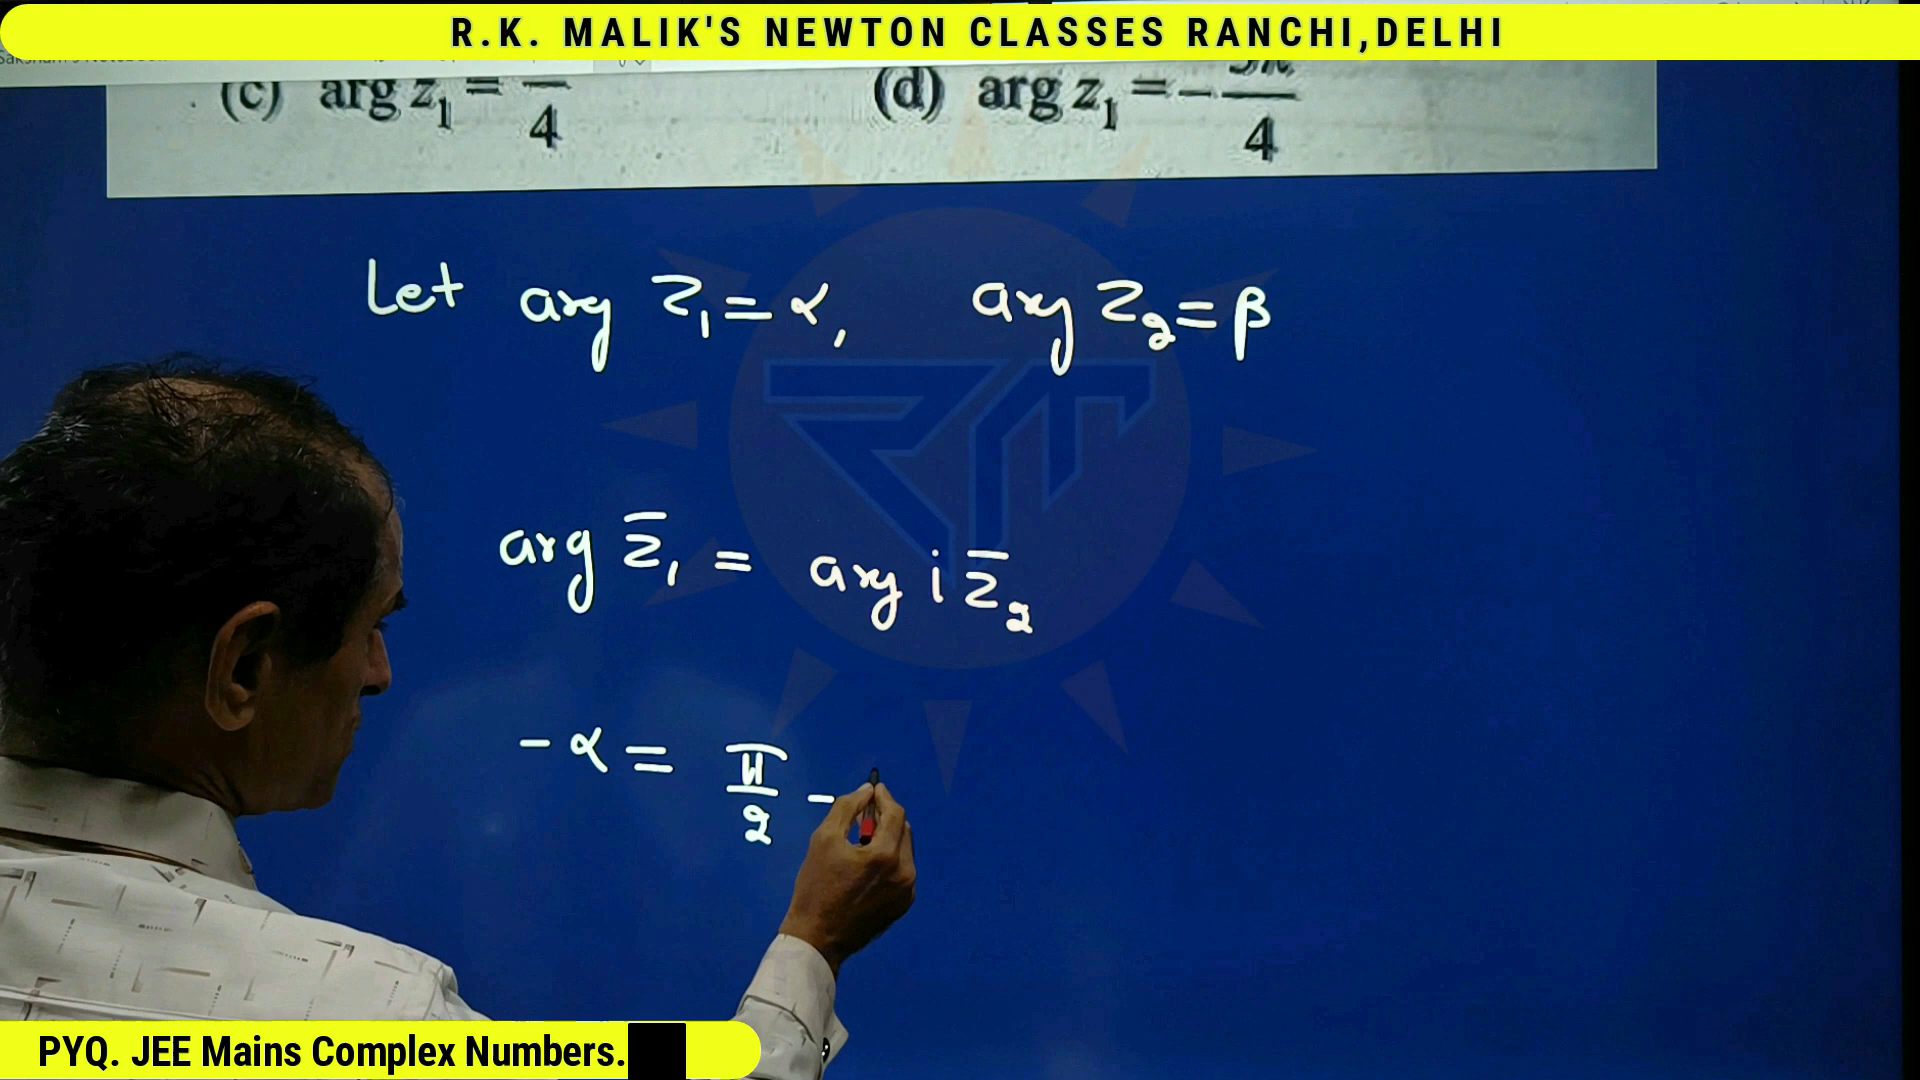 R.K. MALIK'S NEWTON CLASSES RANCHI,DELHI
(c) arg z₁ = — 4 (d) arg z₁ = - 3π/4
Let arg z₁ = α, arg z₂ = β
arg z̄₁ = arg i z̄₂
- α = π/2 -
PYQ. JEE Mains Complex Numbers.